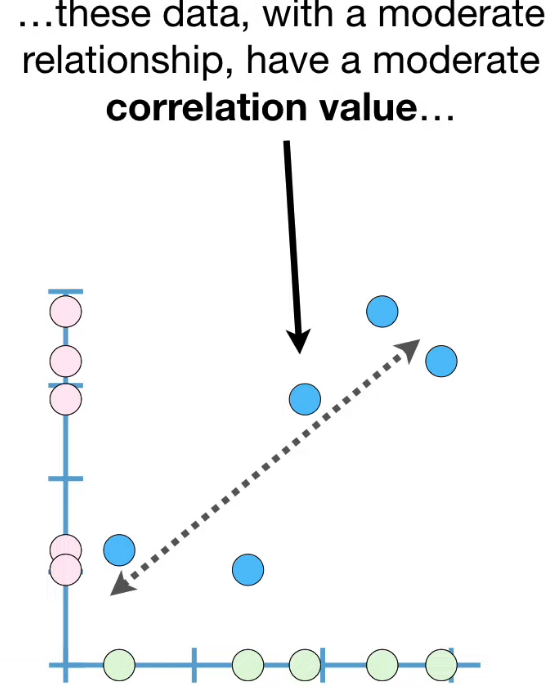 …these data, with a moderate
relationship, have a moderate
correlation value…